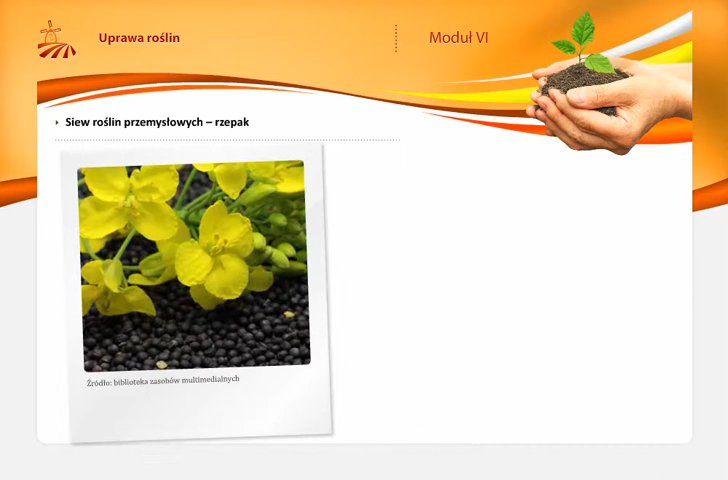 Uprawa roślin
Moduł VI
Siew roślin przemysłowych – rzepak
Źródło: biblioteka zasobów multimedialnych